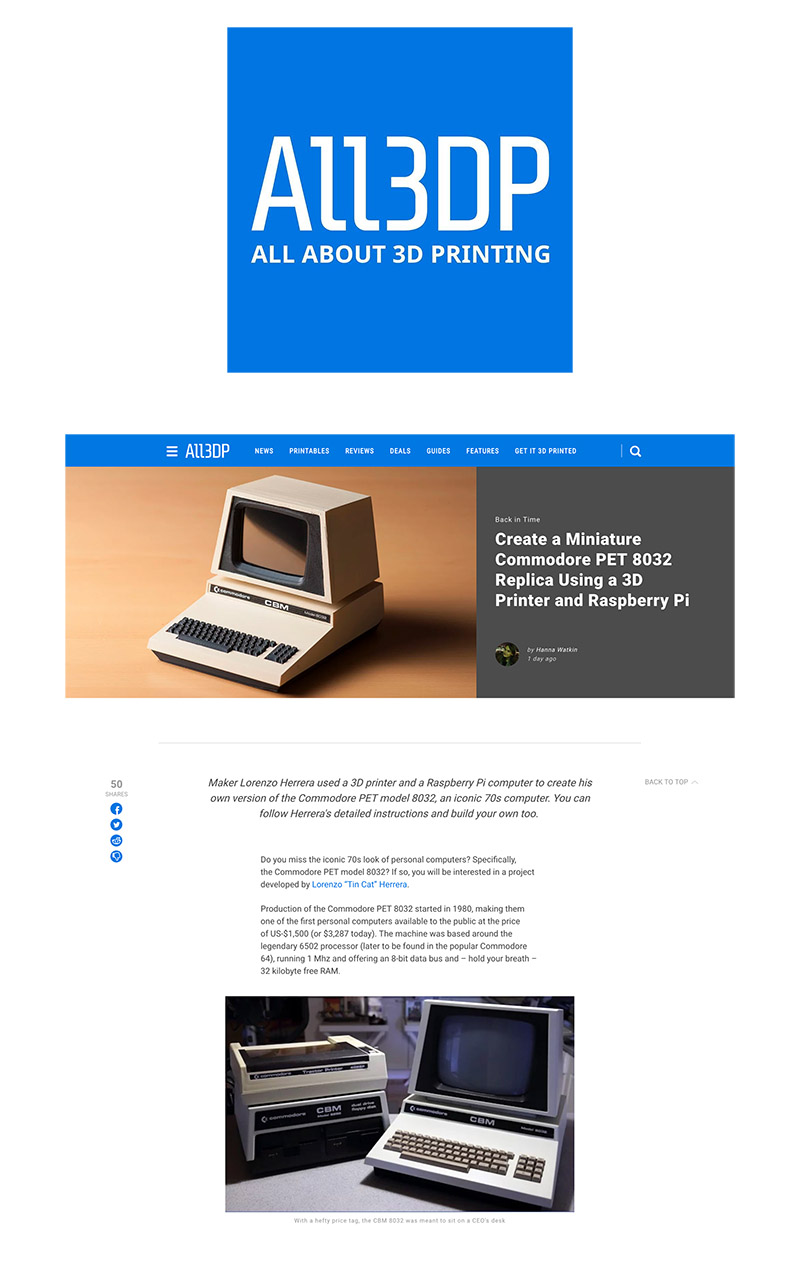 All3DP
ALL ABOUT 3D PRINTING
All3DP
NEWS PRINTABLES REVIEWS DEALS GUIDES FEATURES GET IT 3D PRINTED
commodore
CBM
Back in Time
Create a Miniature
Commodore PET 8032
Replica Using a 3D
Printer and Raspberry Pi
by Hanna Watkin
1 day ago
50
SHARES
BACK TO TOP
Maker Lorenzo Herrera used a 3D printer and a Raspberry Pi computer to create his
own version of the Commodore PET model 8032, an iconic 70s computer. You can
follow Herrera's detailed instructions and build your own too.
Do you miss the iconic 70s look of personal computers? Specifically,
the Commodore PET model 8032? If so, you will be interested in a project
developed by Lorenzo “Tin Cat” Herrera.
Production of the Commodore PET 8032 started in 1980, making them
one of the first personal computers available to the public at the price
of US-$1,500 (or $3,287 today). The machine was based around the
legendary 6502 processor (later to be found in the popular Commodore
64), running 1 Mhz and offering an 8-bit data bus and – hold your breath –
32 kilobyte free RAM.
commodore Tractor Printer
commodore CBM dual drive floppy disk
commodore
CBM
With a hefty price tag, the CBM 8032 was meant to sit on a CEO's desk